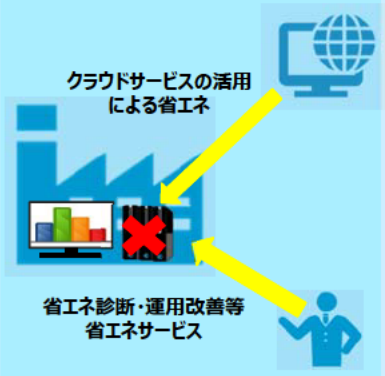 クラウドサービスの活用
による省エネ
省エネ診断・運用改善等
省エネサービス